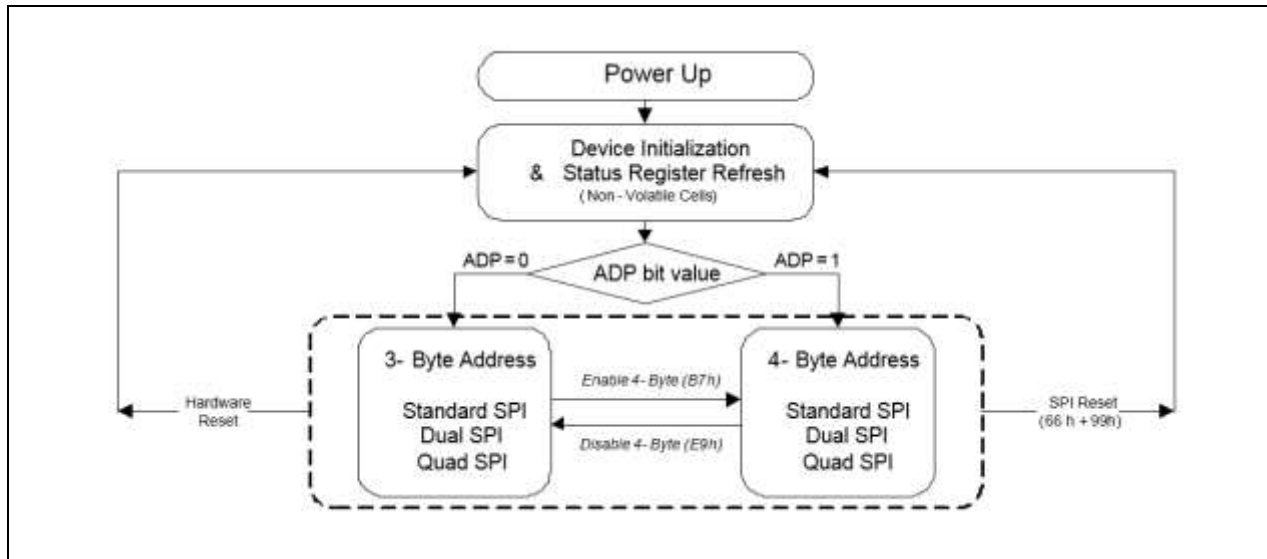 Power Up
Device Initialization
& Status Register Refresh
( Non - Volatile Cells)
ADP = 0
ADP bit value
ADP = 1
3- Byte Address
Standard SPI
Dual SPI
Quad SPI
Enable 4- Byte (B7h)
Disable 4- Byte (E9h)
4- Byte Address
Standard SPI
Dual SPI
Quad SPI
Hardware
Reset
SPI Reset
(66 h + 99h)